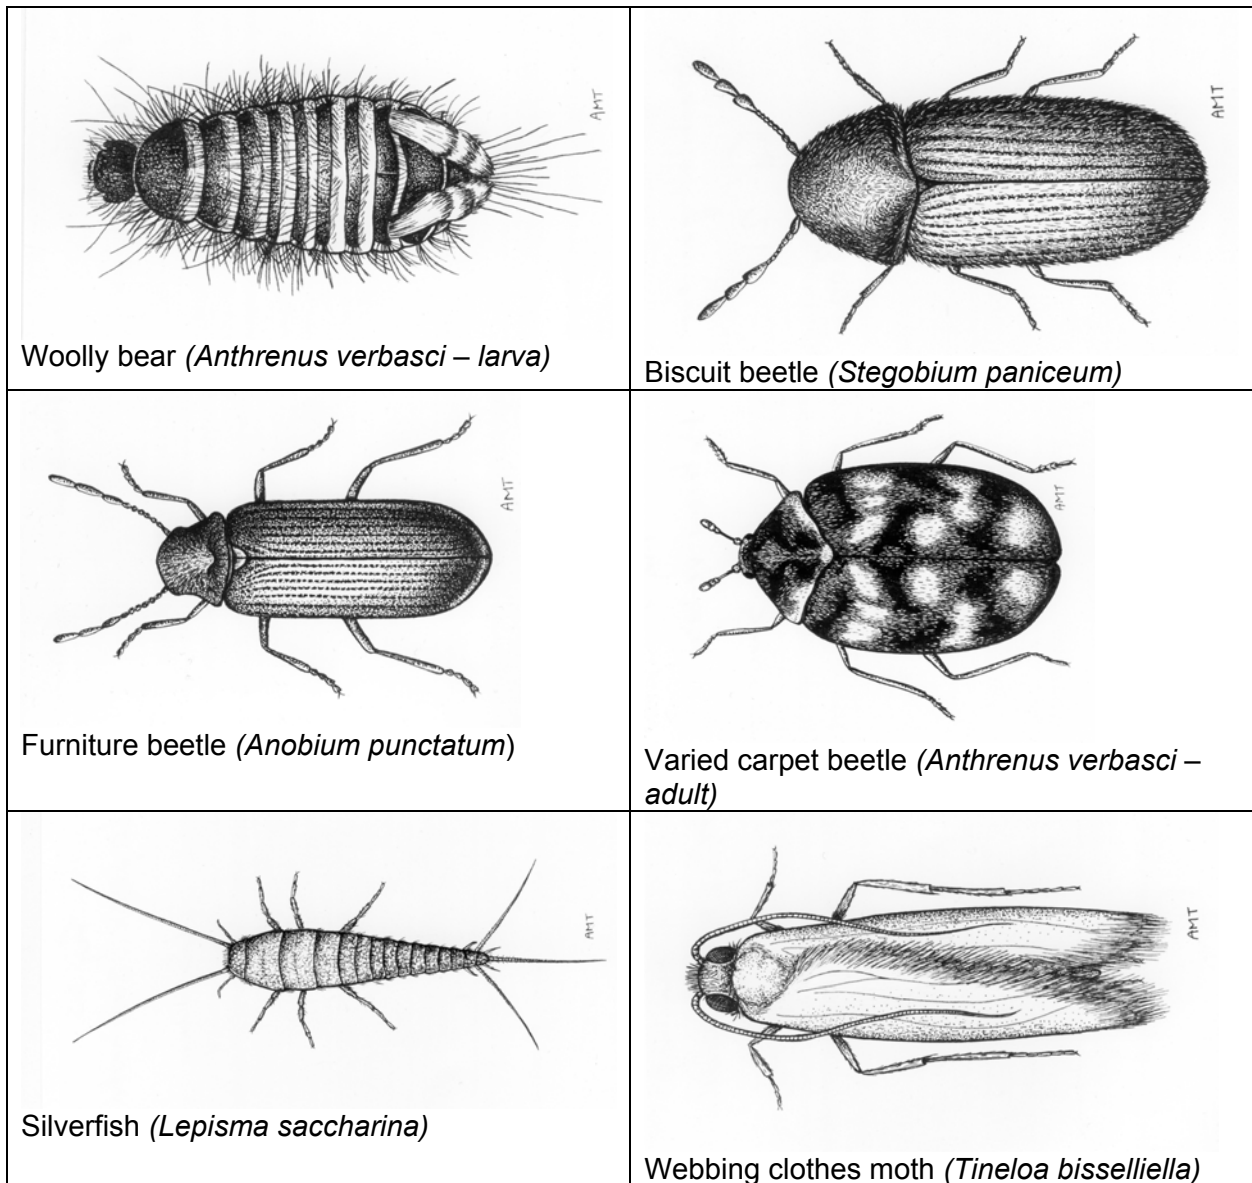 AMT
Woolly bear (Anthrenus verbasci – larva)
AMT
Biscuit beetle (Stegobium paniceum)
AMT
Furniture beetle (Anobium punctatum)
AMT
Varied carpet beetle (Anthrenus verbasci –
adult)
AMT
Silverfish (Lepisma saccharina)
AMT
Webbing clothes moth (Tineloa bisselliella)